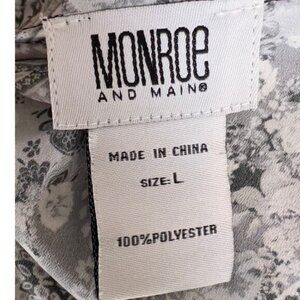 MONROE
AND MAIN®
MADE IN CHINA
SIZE: L
100%POLYESTER